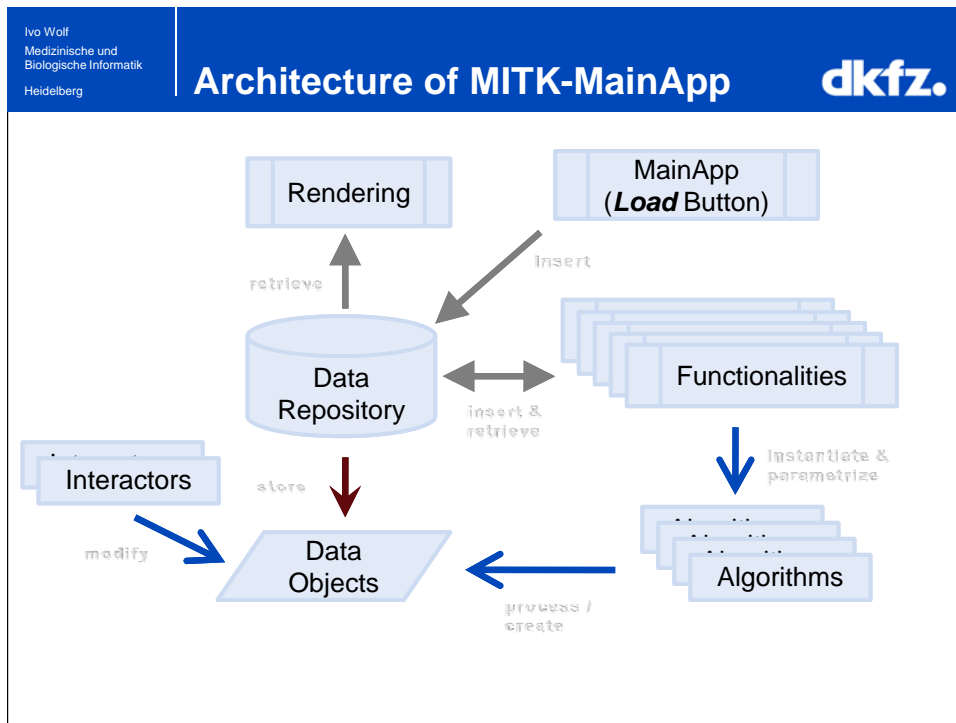 Ivo Wolf
Medizinische und
Biologische Informatik
Heidelberg
Architecture of MITK-MainApp
dkfz.
Rendering
MainApp
(Load Button)
retrieve
insert
Data
Repository
Functionalities
insert &
retrieve
Interactors
store
instantiate &
parametrize
modify
Data
Objects
Algorithms
process /
create